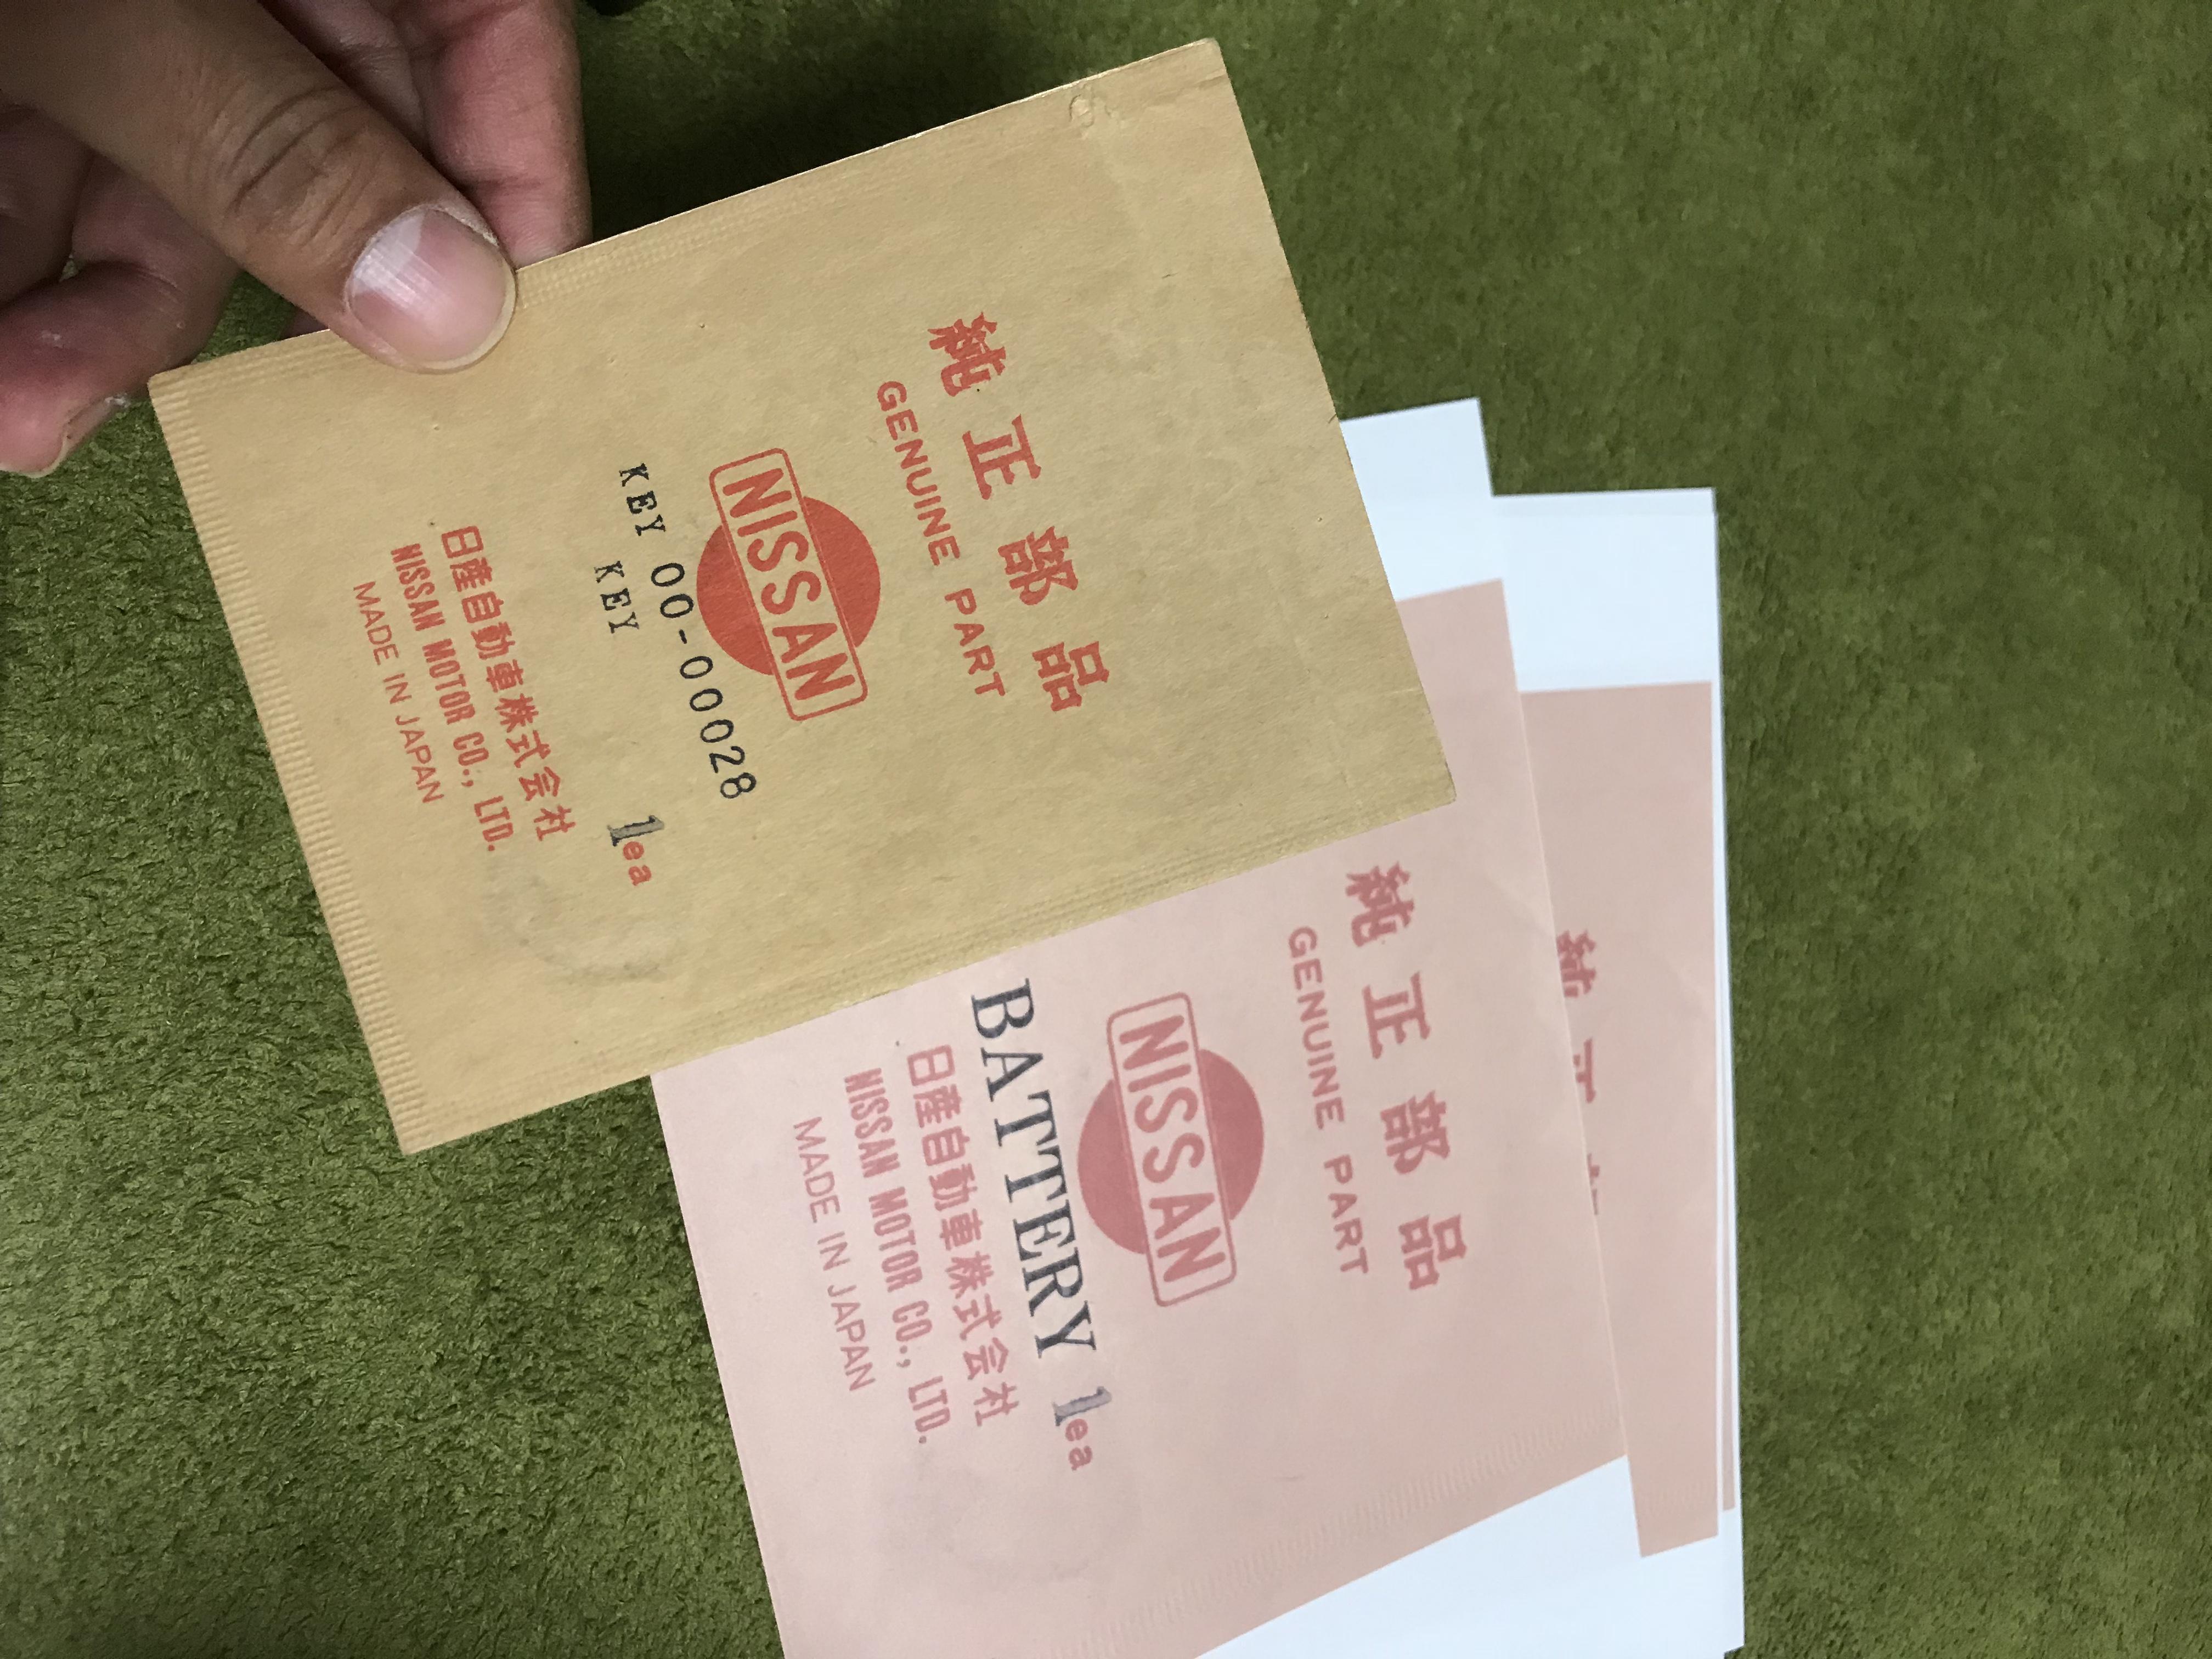 純正部品
GENUINE PART
NISSAN
KEY 00-00028
KEY 1ea
日産自動車株式会社
NISSAN MOTOR CO., LTD.
MADE IN JAPAN
純正部品
GENUINE PART
NISSAN
BATTERY 1ea
日産自動車株式会社
NISSAN MOTOR CO., LTD.
MADE IN JAPAN
純正